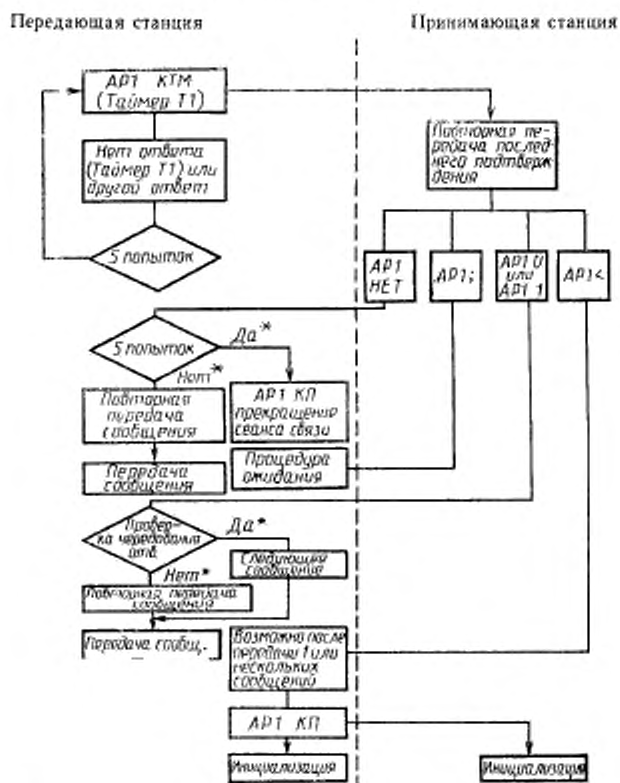 Передающая станция
Принимающая станция
АР1 КТМ
(Таймер Т1)
Нет ответа
(Таймер Т1) или
другой ответ
5 попыток
Повторная пе-
редача послед-
него подтверж-
дения
АР1
НЕТ
АР1;
АР1 0
или
АР1 1
АР1<
5 попыток
Да*
Нет*
Повторная
передача
сообщения
АР1 КП
прекращение
сеанса связи
Передача
сообщения
Процедура
ожидания
Провер-
ка чередования
отв.
Да*
Следующее
сообщение
Нет*
Повторная передача
сообщения
Передача сообщ.
Возможно после
передачи 1 или
нескольких
сообщений
АР1 КП
Инициализация
Инициализация